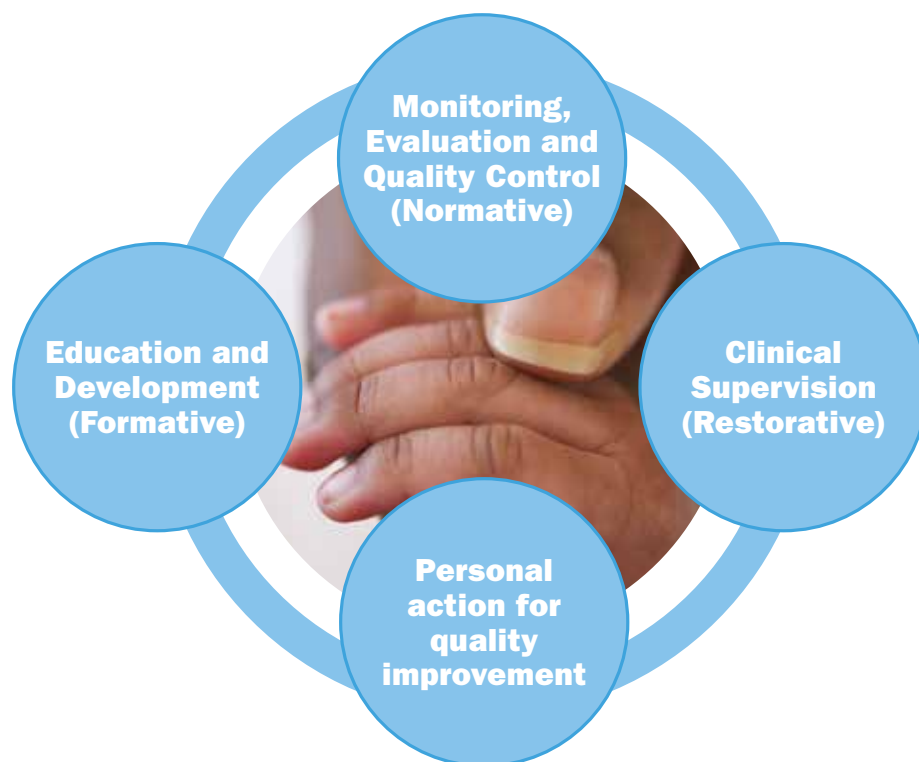 Monitoring,
Evaluation and
Quality Control
(Normative)
Education and
Development
(Formative)
Clinical
Supervision
(Restorative)
Personal
action for
quality
improvement